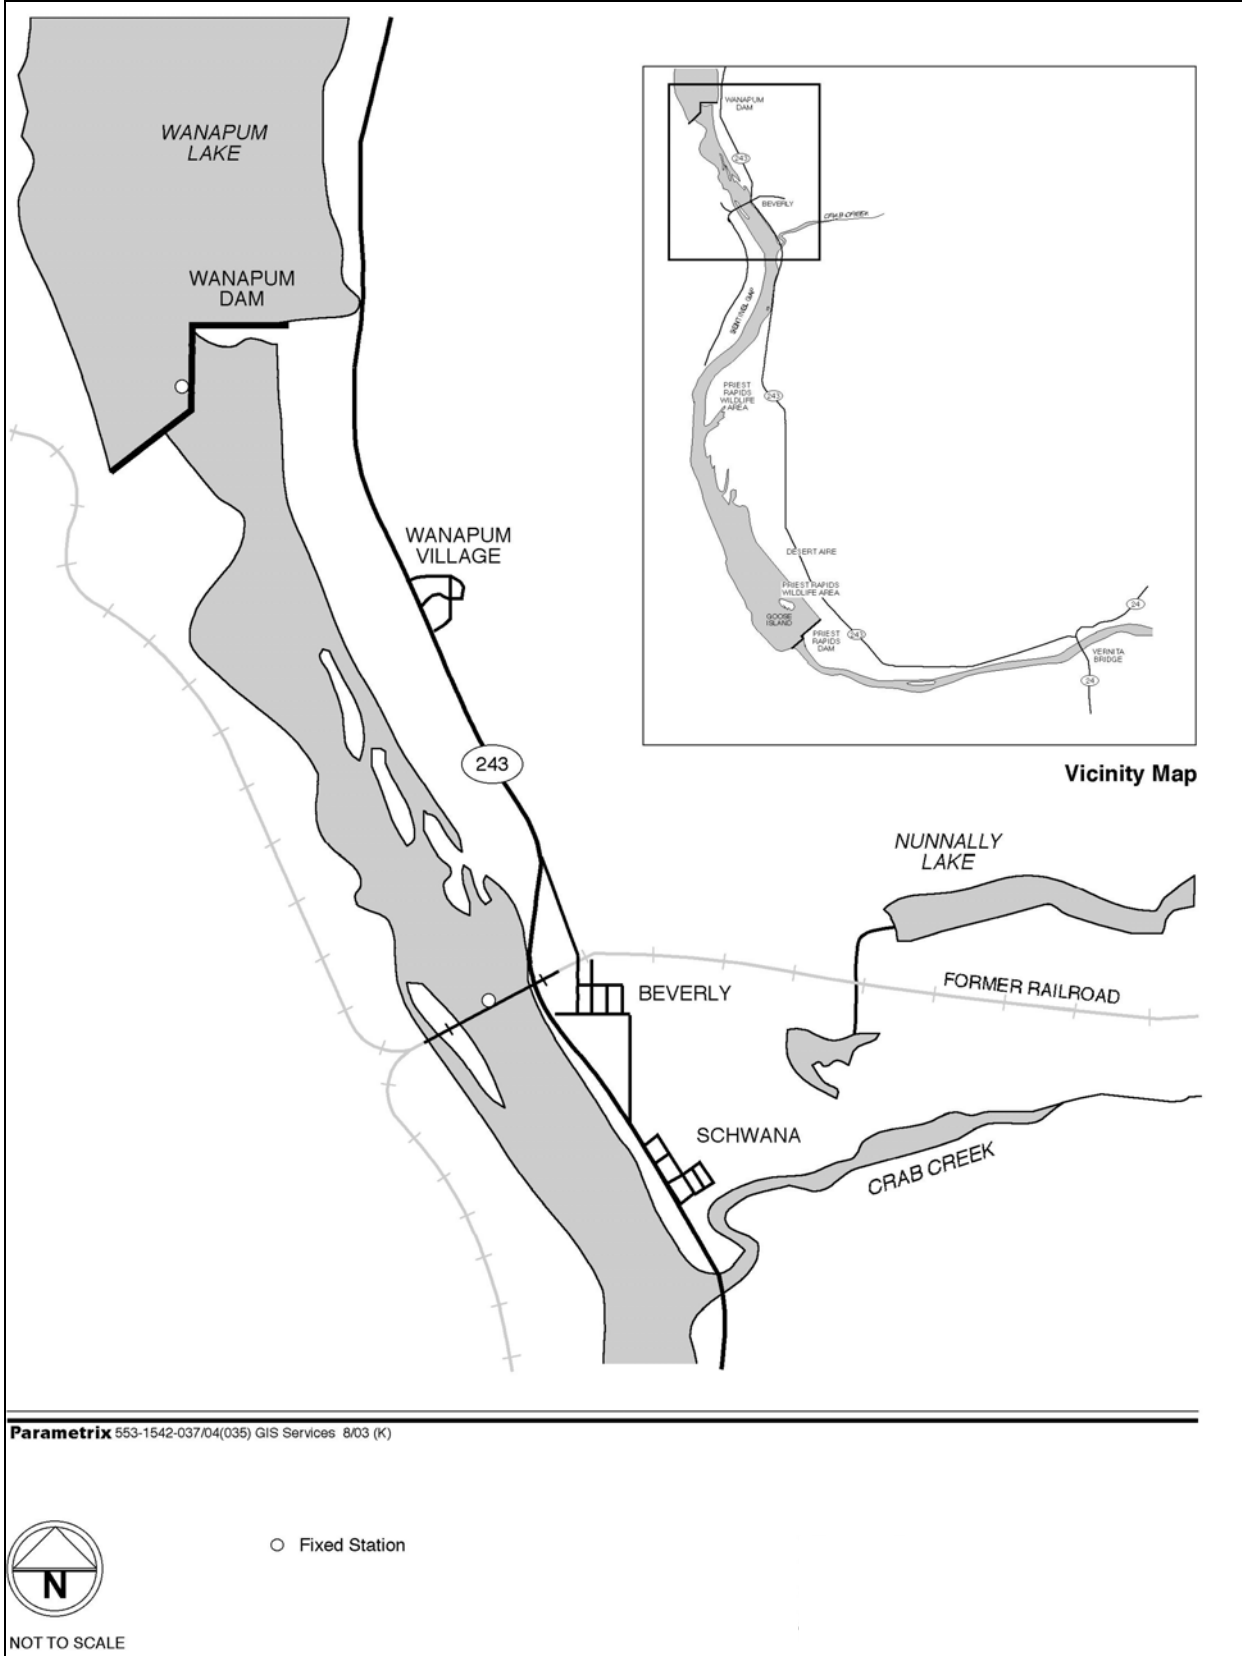 WANAPUM
LAKE
WANAPUM
DAM
WANAPUM
VILLAGE
243
BEVERLY
SCHWANA
NUNNALLY
LAKE
FORMER RAILROAD
CRAB CREEK
WANAPUM
DAM
243
BEVERLY
CRAB CREEK
SENTINEL GAP
PRIEST
RAPIDS
WILDLIFE
AREA
243
DESERT AIRE
PRIEST RAPIDS
WILDLIFE AREA
GOOSE
ISLAND
PRIEST
RAPIDS
DAM
243
24
VERNITA
BRIDGE
24
Vicinity Map
Parametrix 553-1542-037/04(035) GIS Services 8/03 (K)
Fixed Station
N
NOT TO SCALE